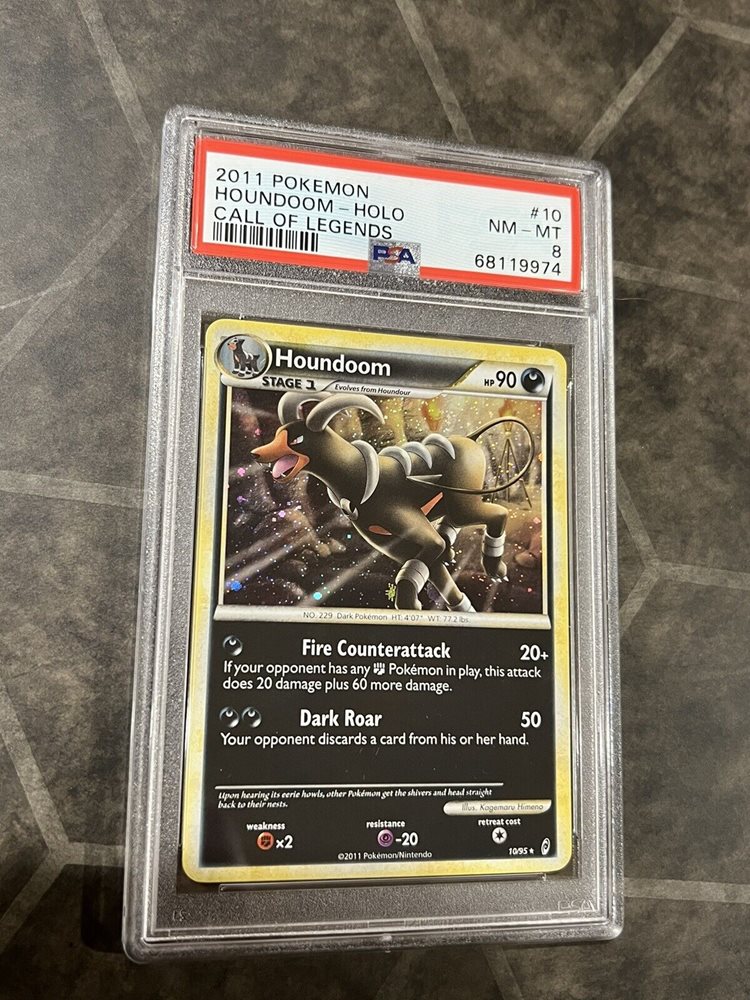 2011 POKEMON #10
HOUNDOOM - HOLO NM - MT
CALL OF LEGENDS 8
PSA 68119974
Houndoom HP 90
STAGE 1 Evolves from Houndour
NO. 229 Dark Pokémon HT: 4'07" WT: 77.2 lbs.
Fire Counterattack 20+
If your opponent has any Pokémon in play, this attack
does 20 damage plus 60 more damage.
Dark Roar 50
Your opponent discards a card from his or her hand.
Upon hearing its eerie howls, other Pokémon get the shivers and head straight
back to their nests.
Illus. Kagemaru Himeno
weakness resistance retreat cost
×2 -20
©2011 Pokémon/Nintendo 10/95 ★